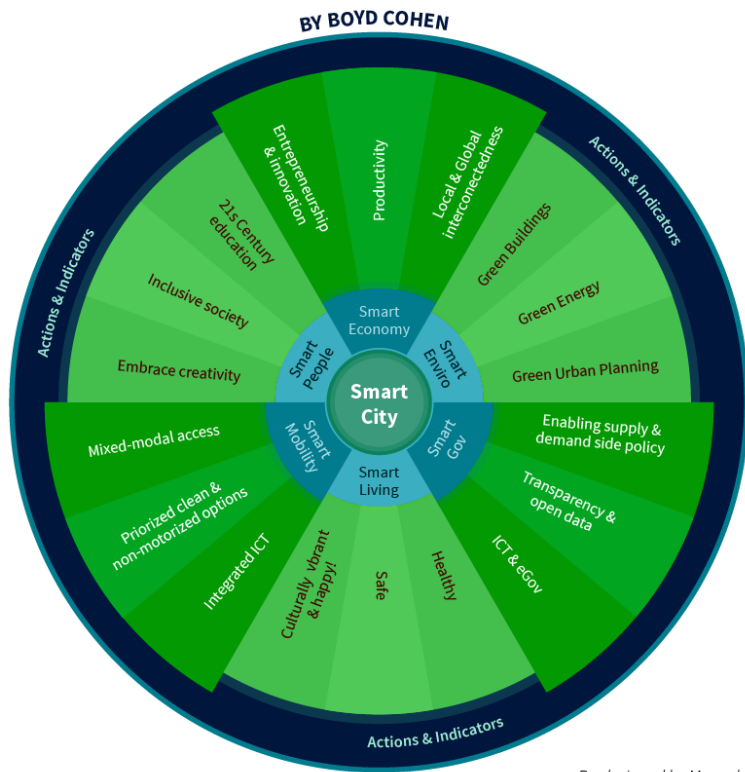 BY BOYD COHEN
Actions & Indicators
Actions & Indicators
Actions & Indicators
Smart
City
Smart
Economy
Entrepreneurship
& innovation
Productivity
Local & Global
interconectedness
Smart
Enviro
Green Buildings
Green Energy
Green Urban Planning
Smart
Gov
Enabling supply &
demand side policy
Transparency &
open data
ICT & eGov
Smart
Living
Healthy
Safe
Culturally vbrant
& happy!
Smart
Mobility
Integrated ICT
Priorized clean &
non-motorized options
Mixed-modal access
Smart
People
Embrace creativity
Inclusive society
21s Century
education